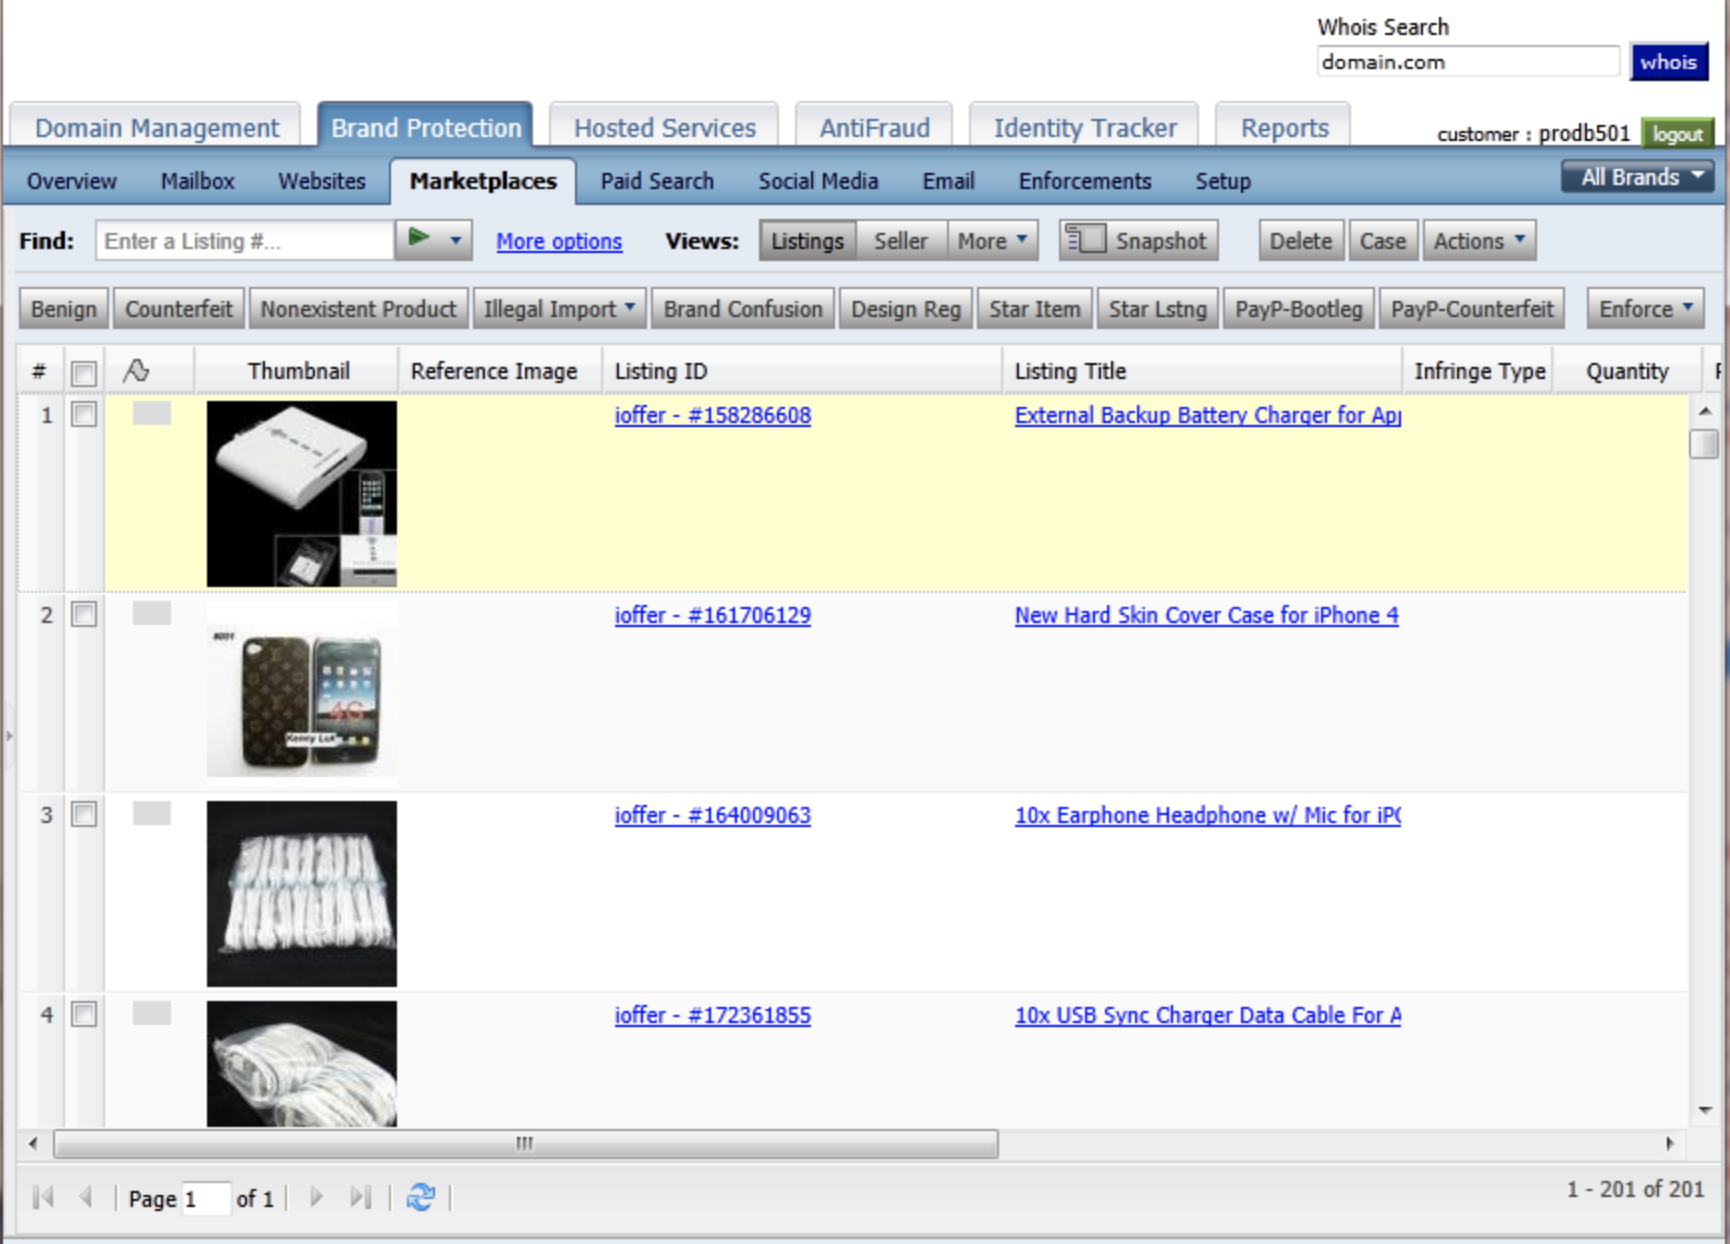 Whois Search
domain.com whois
Domain Management Brand Protection Hosted Services AntiFraud Identity Tracker Reports customer : prodb501 logout
Overview Mailbox Websites Marketplaces Paid Search Social Media Email Enforcements Setup All Brands
Find: Enter a Listing #... More options Views: Listings Seller More Snapshot Delete Case Actions
Benign Counterfeit Nonexistent Product Illegal Import Brand Confusion Design Reg Star Item Star Lstng PayP-Bootleg PayP-Counterfeit Enforce
# Thumbnail Reference Image Listing ID Listing Title Infringe Type Quantity
1 ioffer - #158286608 External Backup Battery Charger for App
2 ioffer - #161706129 New Hard Skin Cover Case for iPhone 4
A001
4G
Kenny Luk
3 ioffer - #164009063 10x Earphone Headphone w/ Mic for iPO
4 ioffer - #172361855 10x USB Sync Charger Data Cable For A
Page 1 of 1 1 - 201 of 201